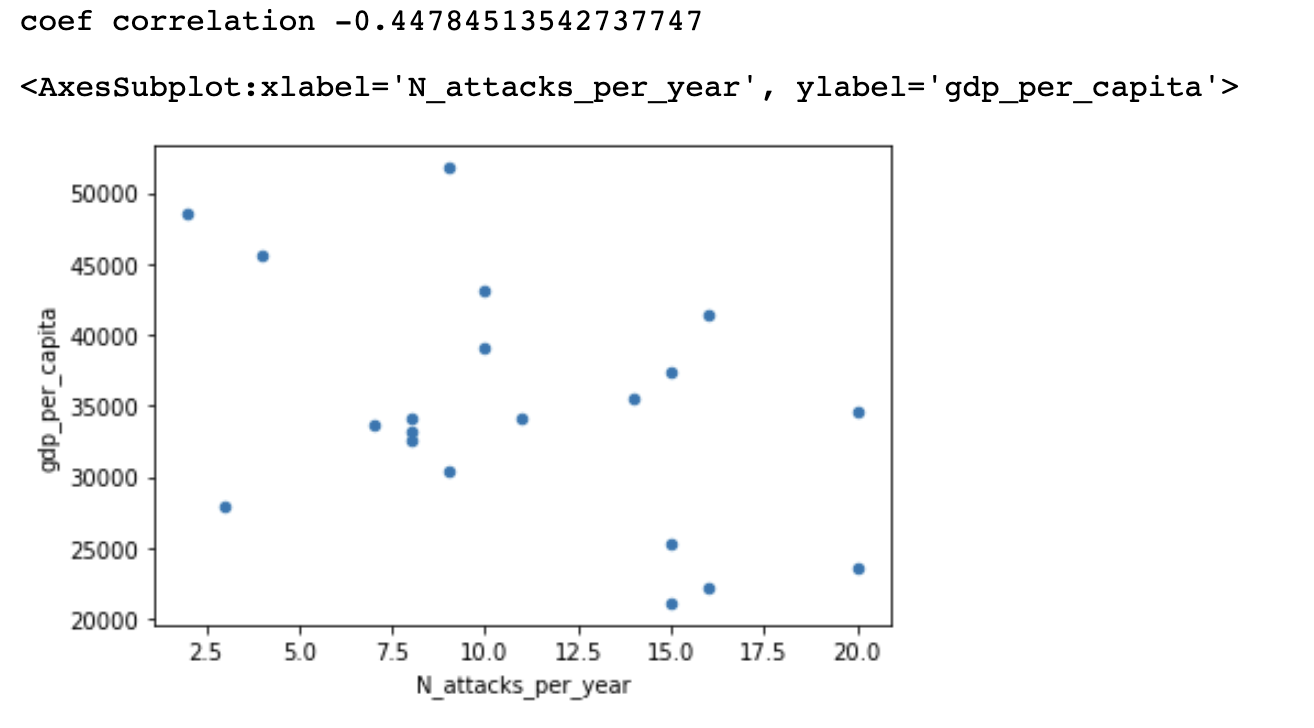 coef correlation -0.44784513542737747
<AxesSubplot:xlabel='N_attacks_per_year', ylabel='gdp_per_capita'>
50000
45000
40000
35000
30000
25000
20000
gdp_per_capita
2.5 5.0 7.5 10.0 12.5 15.0 17.5 20.0
N_attacks_per_year